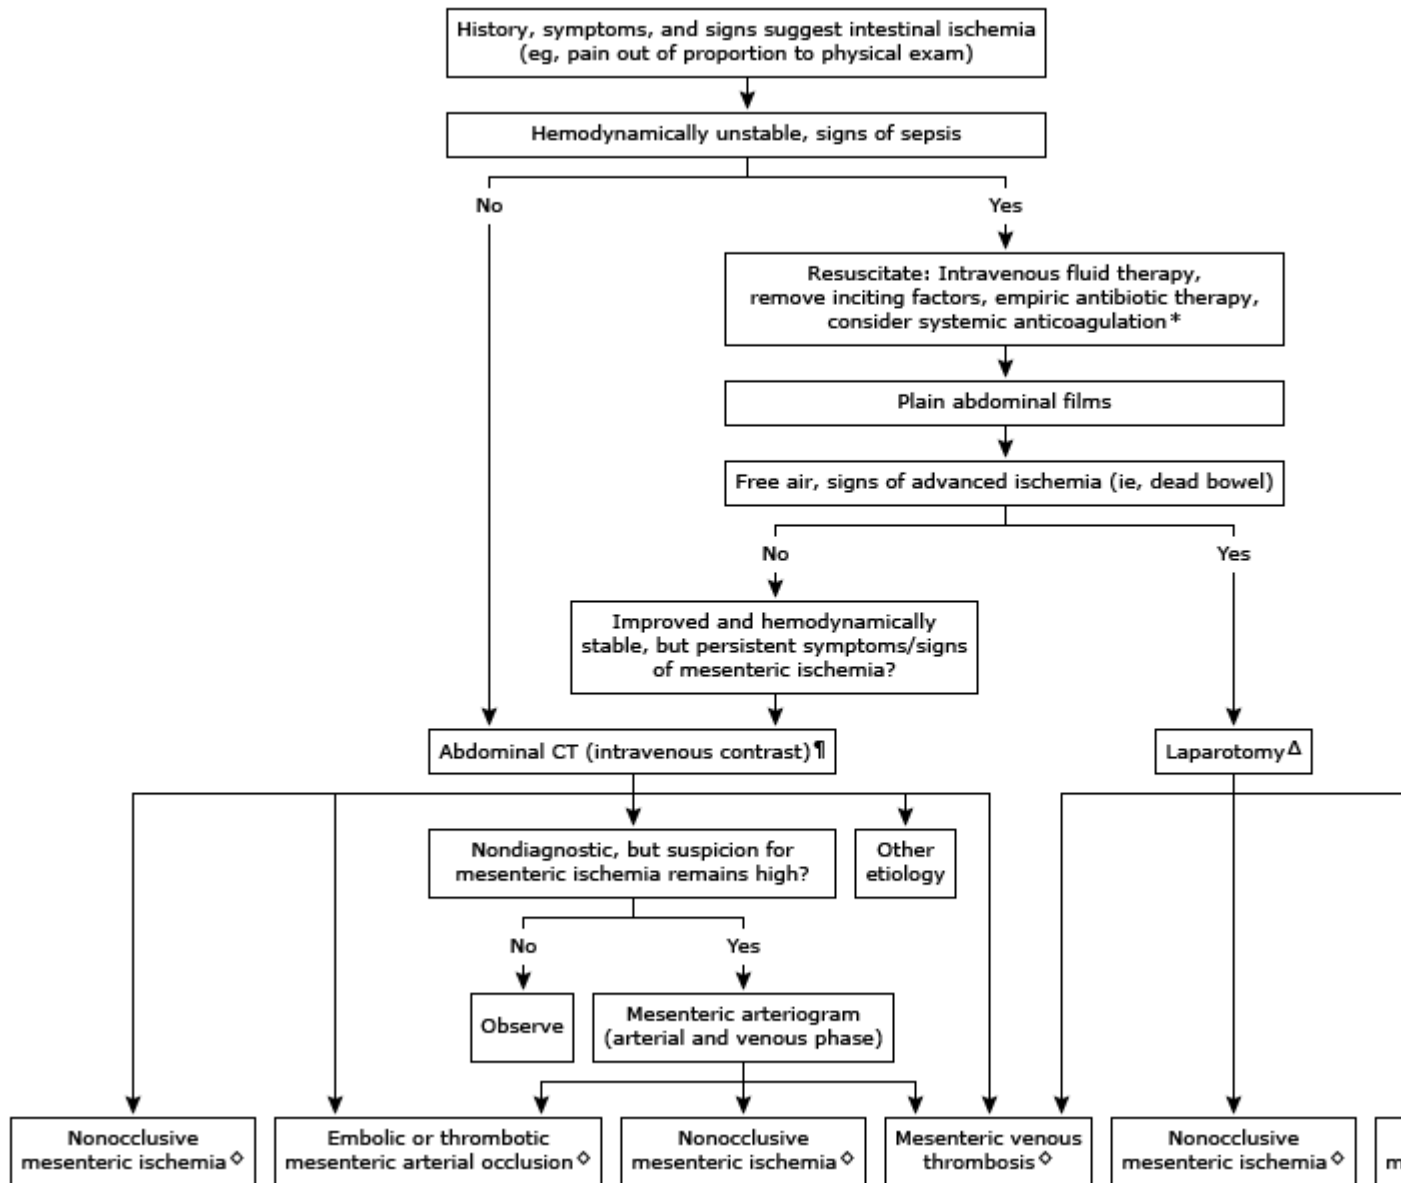 History, symptoms, and signs suggest intestinal ischemia
(eg, pain out of proportion to physical exam)
Hemodynamically unstable, signs of sepsis
No
Yes
Resuscitate: Intravenous fluid therapy,
remove inciting factors, empiric antibiotic therapy,
consider systemic anticoagulation*
Plain abdominal films
Free air, signs of advanced ischemia (ie, dead bowel)
No
Yes
Improved and hemodynamically
stable, but persistent symptoms/signs
of mesenteric ischemia?
Abdominal CT (intravenous contrast)¶
LaparotomyΔ
Nondiagnostic, but suspicion for
mesenteric ischemia remains high?
Other
etiology
No
Yes
Observe
Mesenteric arteriogram
(arterial and venous phase)
Nonocclusive
mesenteric ischemia◇
Embolic or thrombotic
mesenteric arterial occlusion◇
Nonocclusive
mesenteric ischemia◇
Mesenteric venous
thrombosis◇
Nonocclusive
mesenteric ischemia◇